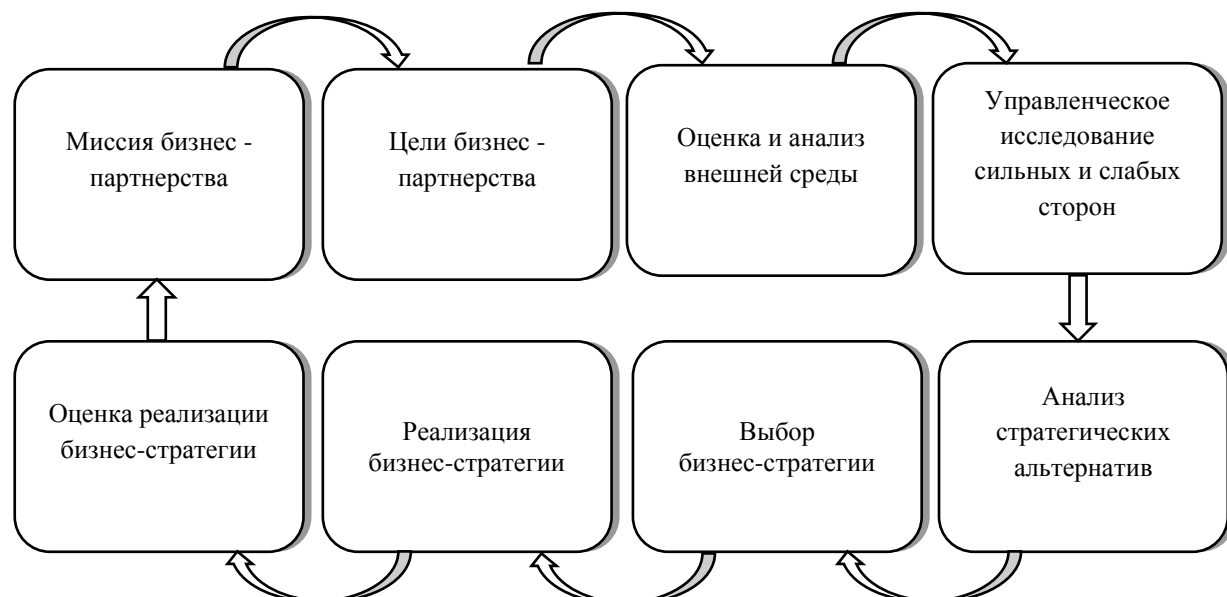 Миссия бизнес -
партнерства
Цели бизнес -
партнерства
Оценка и анализ
внешней среды
Управленческое
исследование
сильных и слабых
сторон
Оценка реализации
бизнес-стратегии
Реализация
бизнес-стратегии
Выбор
бизнес-стратегии
Анализ
стратегических
альтернатив